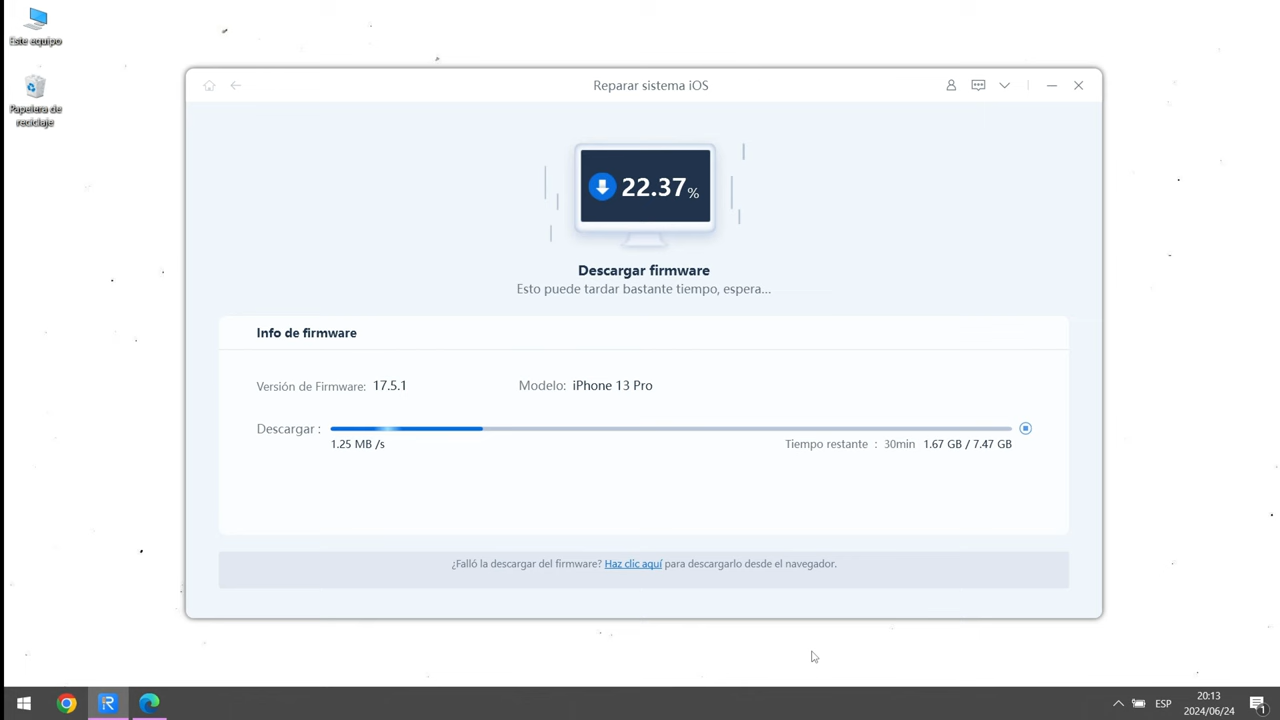 Este equipo
Papelera de
reciclaje
Reparar sistema iOS
22.37%
Descargar firmware
Esto puede tardar bastante tiempo, espera...
Info de firmware
Versión de Firmware: 17.5.1
Modelo: iPhone 13 Pro
Descargar :
1.25 MB /s
Tiempo restante : 30min 1.67 GB / 7.47 GB
¿Falló la descargar del firmware? Haz clic aquí para descargarlo desde el navegador.
ESP
20:13
2024/06/24
1